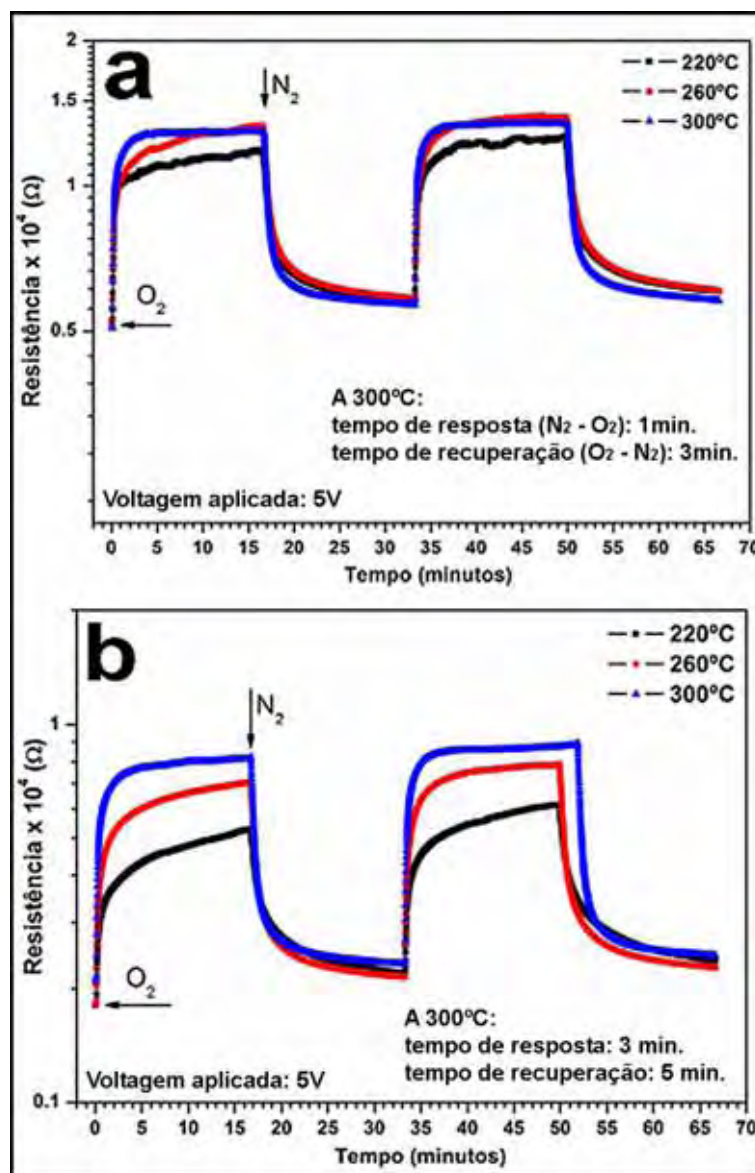 a
N₂
220ºC
260ºC
300ºC
2
1.5
1
0.5
Resistência x 10⁴ (Ω)
O₂
A 300ºC:
tempo de resposta (N₂ - O₂): 1min.
tempo de recuperação (O₂ - N₂): 3min.
Voltagem aplicada: 5V
0 5 10 15 20 25 30 35 40 45 50 55 60 65 70
Tempo (minutos)
b
N₂
220ºC
260ºC
300ºC
1
0.1
Resistência x 10⁴ (Ω)
O₂
A 300ºC:
tempo de resposta: 3 min.
tempo de recuperação: 5 min.
Voltagem aplicada: 5V
0 5 10 15 20 25 30 35 40 45 50 55 60 65 70
Tempo (minutos)